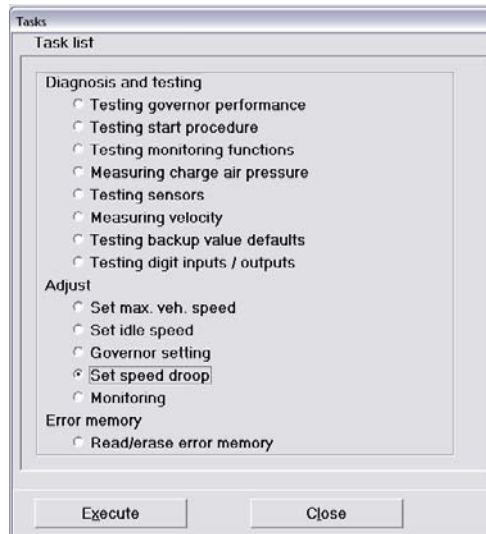 Tasks
Task list
Diagnosis and testing
Testing governor performance
Testing start procedure
Testing monitoring functions
Measuring charge air pressure
Testing sensors
Measuring velocity
Testing backup value defaults
Testing digit inputs / outputs
Adjust
Set max. veh. speed
Set idle speed
Governor setting
Set speed droop
Monitoring
Error memory
Read/erase error memory
Execute Close